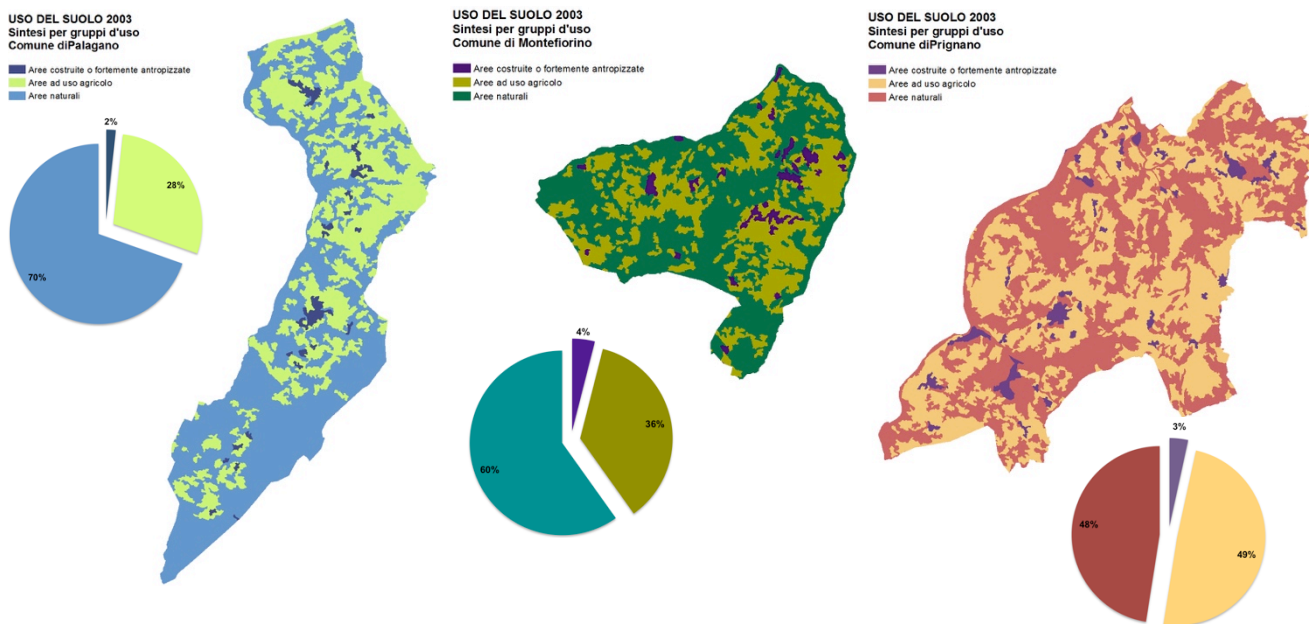 USO DEL SUOLO 2003
Sintesi per gruppi d'uso
Comune diPalagano
Aree costruite o fortemente antropizzate
Aree ad uso agricolo
Aree naturali
2%
28%
70%
USO DEL SUOLO 2003
Sintesi per gruppi d'uso
Comune di Montefiorino
Aree costruite o fortemente antropizzate
Aree ad uso agricolo
Aree naturali
4%
36%
60%
USO DEL SUOLO 2003
Sintesi per gruppi d'uso
Comune diPrignano
Aree costruite o fortemente antropizzate
Aree ad uso agricolo
Aree naturali
3%
48%
49%